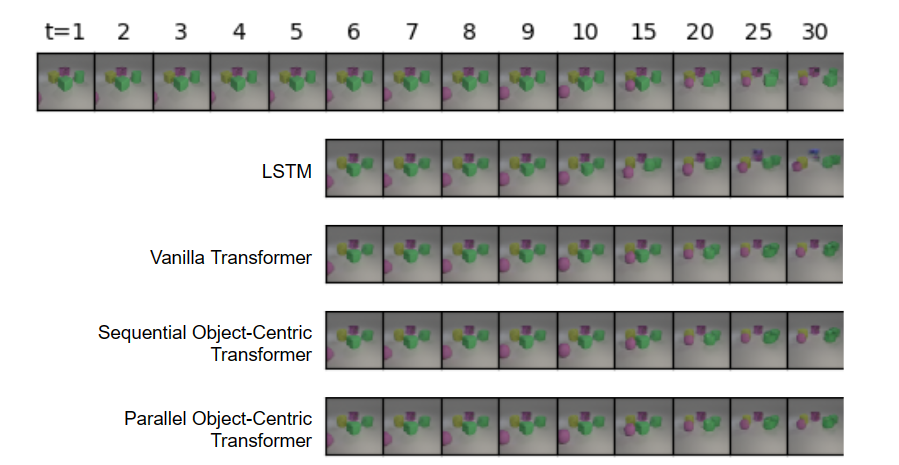 t=1 2 3 4 5 6 7 8 9 10 15 20 25 30
LSTM
Vanilla Transformer
Sequential Object-Centric
Transformer
Parallel Object-Centric
Transformer